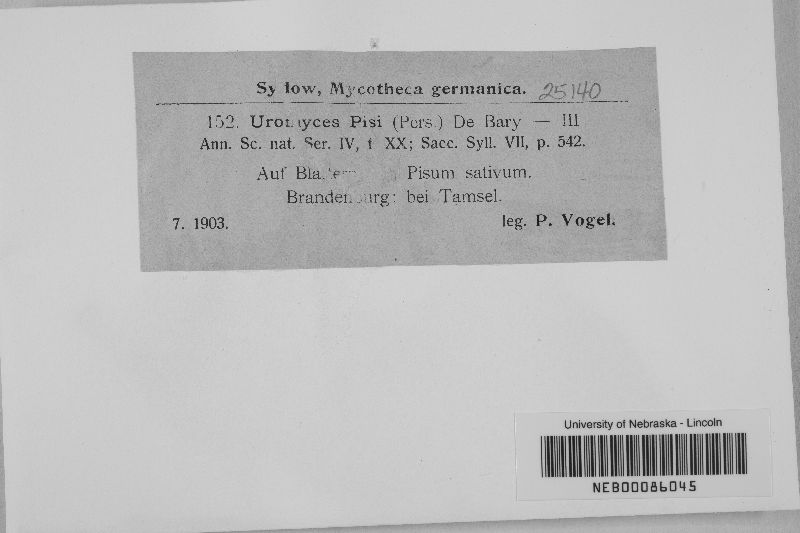 Sydow, Mycotheca germanica. 25140
152. Uromyces Pisi (Pers.) De Bary — III
Ann. Sc. nat. Ser. IV, t XX; Sacc. Syll. VII, p. 542.
Auf Blättern Pisum sativum.
Brandenburg: bei Tamsel.
7. 1903. leg. P. Vogel.
University of Nebraska - Lincoln
NEB00086045